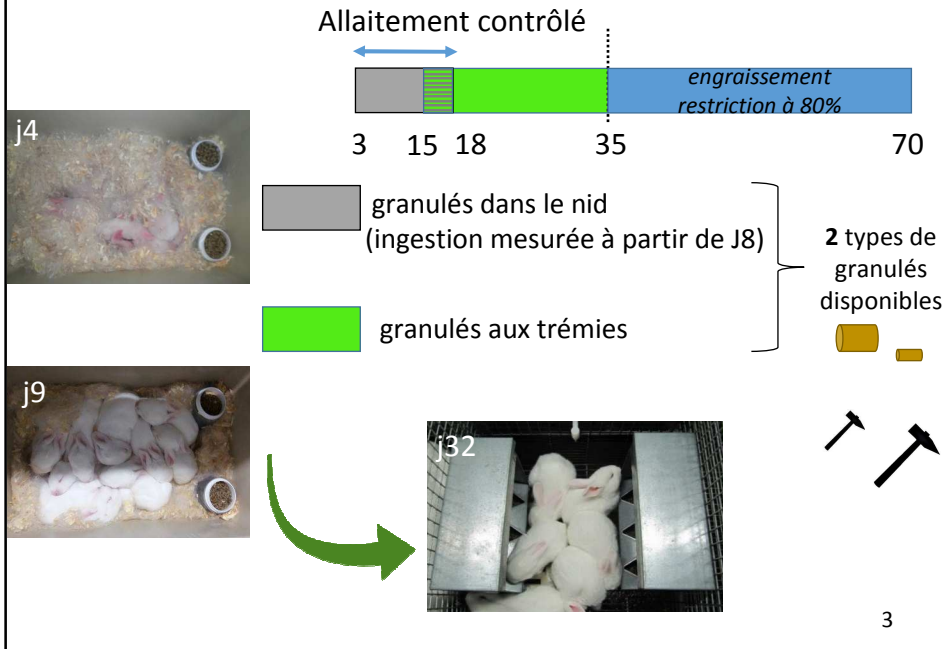 Allaitement contrôlé
engraissement
restriction à 80%
3 15 18 35 70
j4
granulés dans le nid
(ingestion mesurée à partir de J8)
2 types de
granulés
disponibles
granulés aux trémies
j9
j32
3